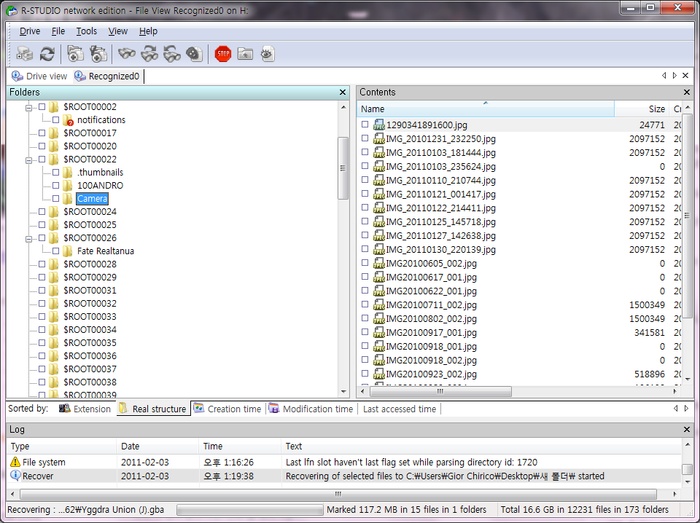 R-STUDIO network edition - File View Recognized0 on H:
Drive File Tools View Help
Drive view Recognized0
Folders
$ROOT00002
notifications
$ROOT00017
$ROOT00020
$ROOT00022
.thumbnails
100ANDRO
Camera
$ROOT00024
$ROOT00025
$ROOT00026
Fate Realtanua
$ROOT00028
$ROOT00029
$ROOT00031
$ROOT00032
$ROOT00033
$ROOT00034
$ROOT00035
$ROOT00036
$ROOT00037
$ROOT00038
$ROOT00039
Contents
Name Size
1290341891600.jpg 24771
IMG_20101231_232250.jpg 2097152
IMG_20110103_181444.jpg 2097152
IMG_20110103_235624.jpg 0
IMG_20110110_210744.jpg 2097152
IMG_20110121_001417.jpg 2097152
IMG_20110122_214411.jpg 2097152
IMG_20110125_145718.jpg 2097152
IMG_20110127_142638.jpg 2097152
IMG_20110130_220139.jpg 2097152
IMG20100605_002.jpg 0
IMG20100617_001.jpg 0
IMG20100622_001.jpg 0
IMG20100711_002.jpg 1500349
IMG20100802_002.jpg 1500349
IMG20100917_001.jpg 341581
IMG20100918_001.jpg 0
IMG20100918_002.jpg 0
IMG20100923_002.jpg 518896
Sorted by: Extension Real structure Creation time Modification time Last accessed time
Log
Type Date Time Text
File system 2011-02-03 오후 1:16:26 Last lfn slot haven't last flag set while parsing directory id: 1720
Recover 2011-02-03 오후 1:19:38 Recovering of selected files to C:₩Users₩Gior Chirico₩Desktop₩새 폴더₩ started
Recovering : ...62₩Yggdra Union (J).gba Marked 117.2 MB in 15 files in 1 folders Total 16.6 G in 12231 files in 173 folders